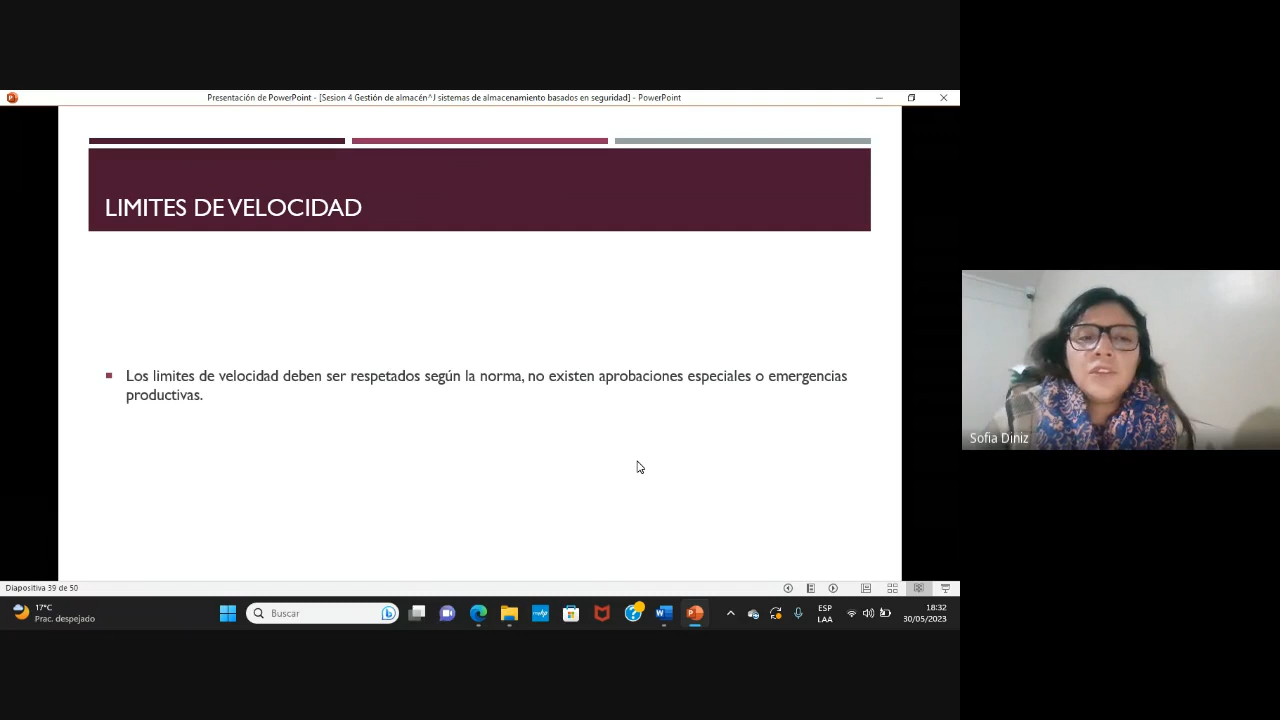 Presentación de PowerPoint - [Sesion 4 Gestión de almacén^J sistemas de almacenamiento basados en seguridad] - PowerPoint
LIMITES DE VELOCIDAD
Los limites de velocidad deben ser respetados según la norma, no existen aprobaciones especiales o emergencias
productivas.
Sofia Diniz
Diapositiva 39 de 50
17°C
Prac. despejado
Buscar
ESP
LAA
18:32
30/05/2023